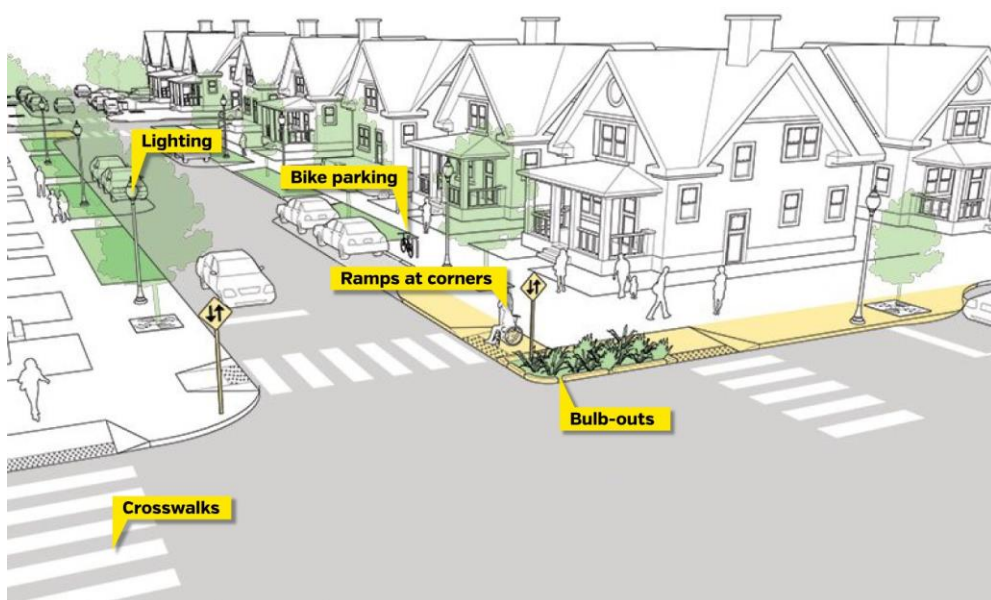 Lighting
Bike parking
Ramps at corners
Bulb-outs
Crosswalks